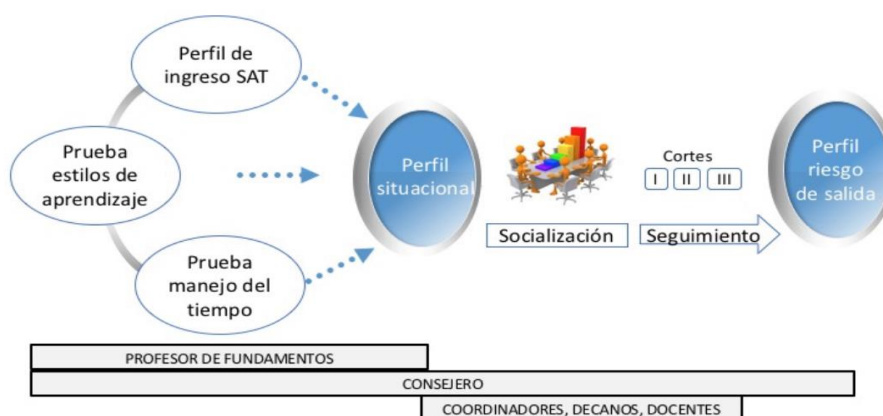 Perfil de
ingreso SAT
Prueba
estilos de
aprendizaje
Prueba
manejo del
tiempo
Perfil
situacional
Socialización
Cortes
I II III
Seguimiento
Perfil
riesgo
de salida
PROFESOR DE FUNDAMENTOS
CONSEJERO
COORDINADORES, DECANOS, DOCENTES